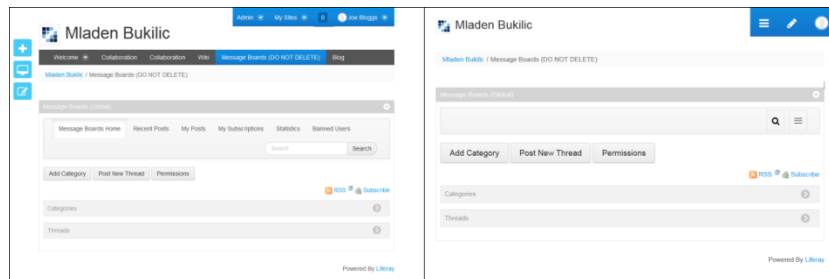 Admin My Sites 0 Joe Bloggs
Mladen Bukilic
Welcome Collaboration Collaboration Wiki Message Boards (DO NOT DELETE) Blog
Mladen Bukilic / Message Boards (DO NOT DELETE)
Message Boards (Global)
Message Boards Home Recent Posts My Posts My Subscriptions Statistics Banned Users
Search Search
Add Category Post New Thread Permissions
RSS Subscribe
Categories
Threads
Powered By Liferay
Mladen Bukilic
Mladen Bukilic / Message Boards (DO NOT DELETE)
Message Boards (Global)
Add Category Post New Thread Permissions
RSS Subscribe
Categories
Threads
Powered By Liferay